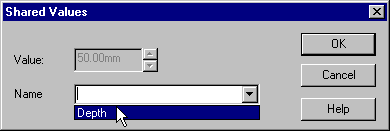 Shared Values
OK
Value: 50.00mm
Cancel
Name
Depth
Help